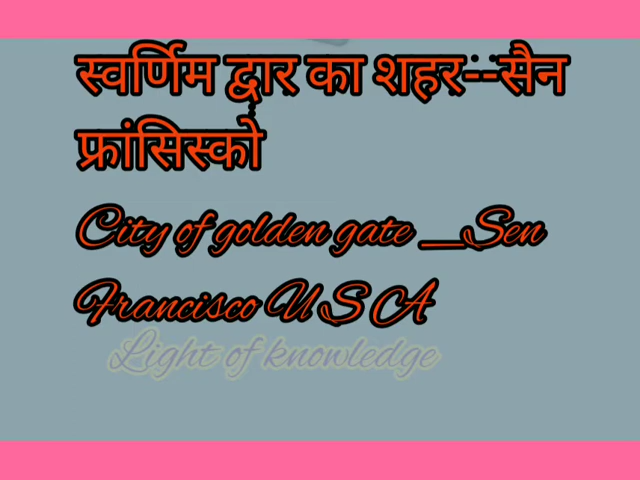 स्वर्णिम द्वार का शहर--सैन
फ्रांसिस्को
City of golden gate _Sen
Francisco U S A
Light of knowledge